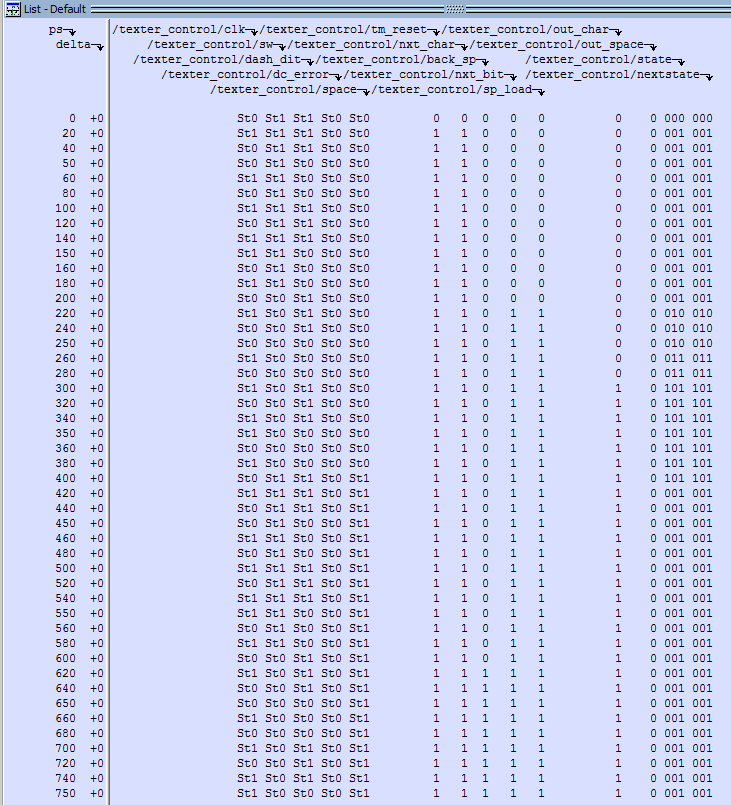 List - Default
ps /texter_control/clk /texter_control/tm_reset /texter_control/out_char
delta /texter_control/sw /texter_control/nxt_char /texter_control/out_space
/texter_control/dash_dit /texter_control/back_sp /texter_control/state
/texter_control/dc_error /texter_control/nxt_bit /texter_control/nextstate
/texter_control/space /texter_control/sp_load
0 +0 St0 St1 St1 St0 St0 0 0 0 0 0 0 0 000 000
20 +0 St1 St1 St1 St0 St0 1 1 0 0 0 0 0 001 001
40 +0 St0 St1 St1 St0 St0 1 1 0 0 0 0 0 001 001
50 +0 St0 St0 St0 St0 St0 1 1 0 0 0 0 0 001 001
60 +0 St1 St0 St0 St0 St0 1 1 0 0 0 0 0 001 001
80 +0 St0 St0 St0 St0 St0 1 1 0 0 0 0 0 001 001
100 +0 St1 St1 St0 St0 St0 1 1 0 0 0 0 0 001 001
120 +0 St0 St1 St0 St0 St0 1 1 0 0 0 0 0 001 001
140 +0 St1 St1 St0 St0 St0 1 1 0 0 0 0 0 001 001
150 +0 St1 St0 St0 St0 St0 1 1 0 0 0 0 0 001 001
160 +0 St0 St0 St0 St0 St0 1 1 0 0 0 0 0 001 001
180 +0 St1 St0 St0 St0 St0 1 1 0 0 0 0 0 001 001
200 +0 St0 St1 St0 St0 St0 1 1 0 0 0 0 0 001 001
220 +0 St1 St1 St0 St0 St0 1 1 0 1 1 0 0 010 010
240 +0 St0 St1 St0 St0 St0 1 1 0 1 1 0 0 010 010
250 +0 St0 St0 St0 St0 St0 1 1 0 1 1 0 0 010 010
260 +0 St1 St0 St0 St0 St0 1 1 0 1 1 0 0 011 011
280 +0 St0 St0 St0 St0 St0 1 1 0 1 1 0 0 011 011
300 +0 St1 St1 St0 St0 St0 1 1 0 1 1 1 0 101 101
320 +0 St0 St1 St0 St0 St0 1 1 0 1 1 1 0 101 101
340 +0 St1 St1 St0 St0 St0 1 1 0 1 1 1 0 101 101
350 +0 St1 St0 St0 St0 St0 1 1 0 1 1 1 0 101 101
360 +0 St0 St0 St0 St0 St0 1 1 0 1 1 1 0 101 101
380 +0 St1 St0 St0 St0 St0 1 1 0 1 1 1 0 101 101
400 +0 St0 St1 St0 St0 St1 1 1 0 1 1 1 0 101 101
420 +0 St1 St1 St0 St0 St1 1 1 0 1 1 1 0 001 001
440 +0 St0 St1 St0 St0 St1 1 1 0 1 1 1 0 001 001
450 +0 St0 St0 St0 St0 St1 1 1 0 1 1 1 0 001 001
460 +0 St1 St0 St0 St0 St1 1 1 0 1 1 1 0 001 001
480 +0 St0 St0 St0 St0 St1 1 1 0 1 1 1 0 001 001
500 +0 St1 St1 St0 St0 St1 1 1 0 1 1 1 0 001 001
520 +0 St0 St1 St0 St0 St1 1 1 0 1 1 1 0 001 001
540 +0 St1 St1 St0 St0 St1 1 1 0 1 1 1 0 001 001
550 +0 St1 St0 St0 St0 St1 1 1 0 1 1 1 0 001 001
560 +0 St0 St0 St0 St0 St1 1 1 0 1 1 1 0 001 001
580 +0 St1 St0 St0 St0 St1 1 1 0 1 1 1 0 001 001
600 +0 St0 St1 St0 St0 St1 1 1 0 1 1 1 0 001 001
620 +0 St1 St1 St0 St0 St1 1 1 1 1 1 1 0 001 001
640 +0 St0 St1 St0 St0 St1 1 1 1 1 1 1 0 001 001
650 +0 St0 St0 St0 St0 St1 1 1 1 1 1 1 0 001 001
660 +0 St1 St0 St0 St0 St1 1 1 1 1 1 1 0 001 001
680 +0 St0 St0 St0 St0 St1 1 1 1 1 1 1 0 001 001
700 +0 St1 St1 St0 St0 St1 1 1 1 1 1 1 0 001 001
720 +0 St0 St1 St0 St0 St1 1 1 1 1 1 1 0 001 001
740 +0 St1 St1 St0 St0 St1 1 1 1 1 1 1 0 001 001
750 +0 St1 St0 St0 St0 St1 1 1 1 1 1 1 0 001 001